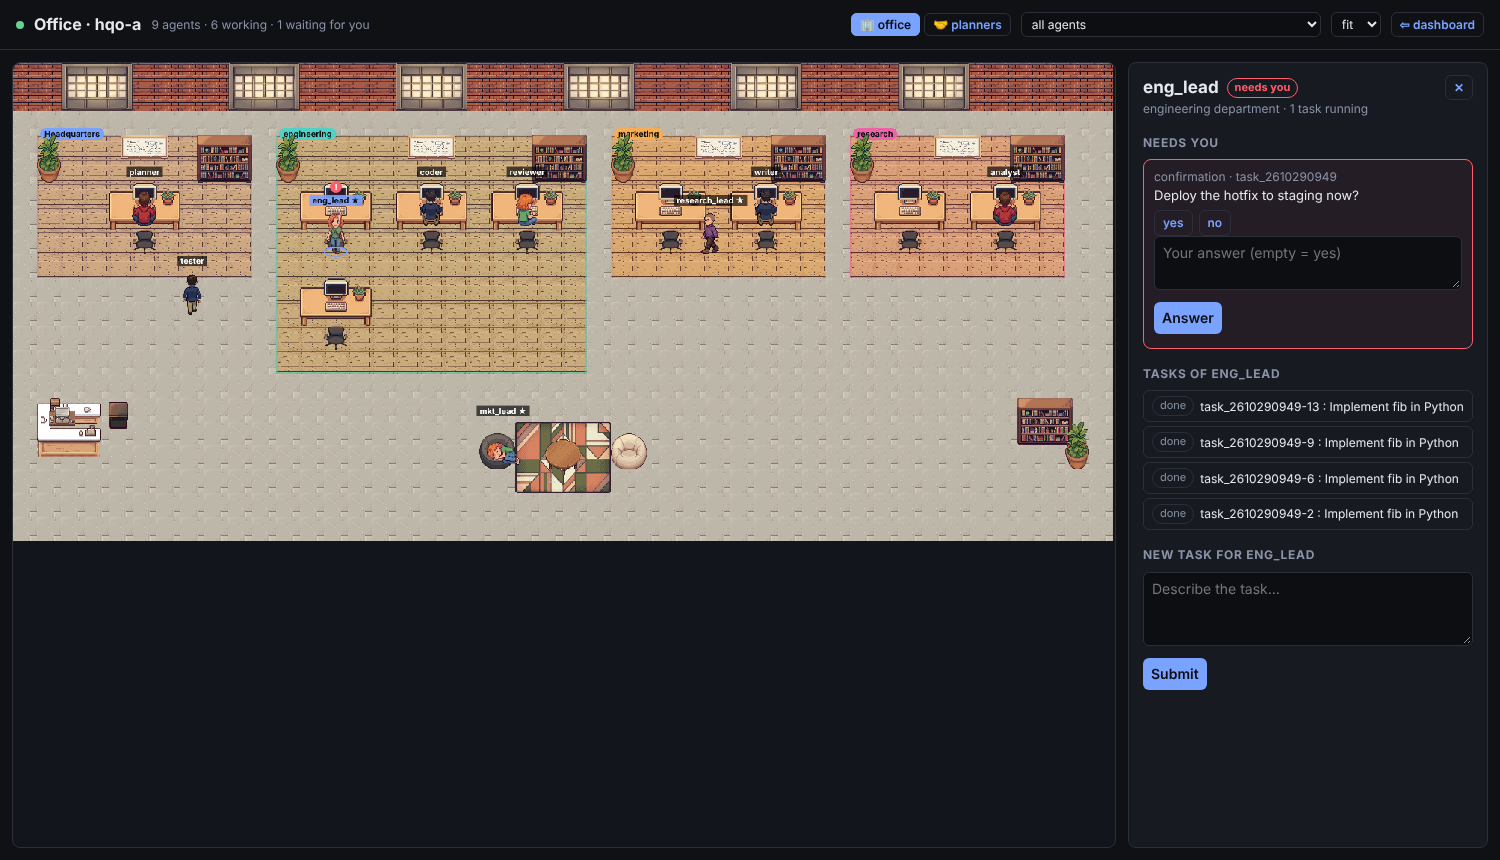 Office · hqo-a 9 agents · 6 working · 1 waiting for you
🏢 office 🤝 planners all agents fit ⇦ dashboard
Headquarters
engineering
marketing
research
planner
coder
reviewer
writer
analyst
!
eng_lead ★
research_lead ★
tester
mkt_lead ★
eng_lead needs you ✕
engineering department · 1 task running
NEEDS YOU
confirmation · task_2610290949
Deploy the hotfix to staging now?
yes no
Your answer (empty = yes)
Answer
TASKS OF ENG_LEAD
done task_2610290949-13 : Implement fib in Python
done task_2610290949-9 : Implement fib in Python
done task_2610290949-6 : Implement fib in Python
done task_2610290949-2 : Implement fib in Python
NEW TASK FOR ENG_LEAD
Describe the task...
Submit